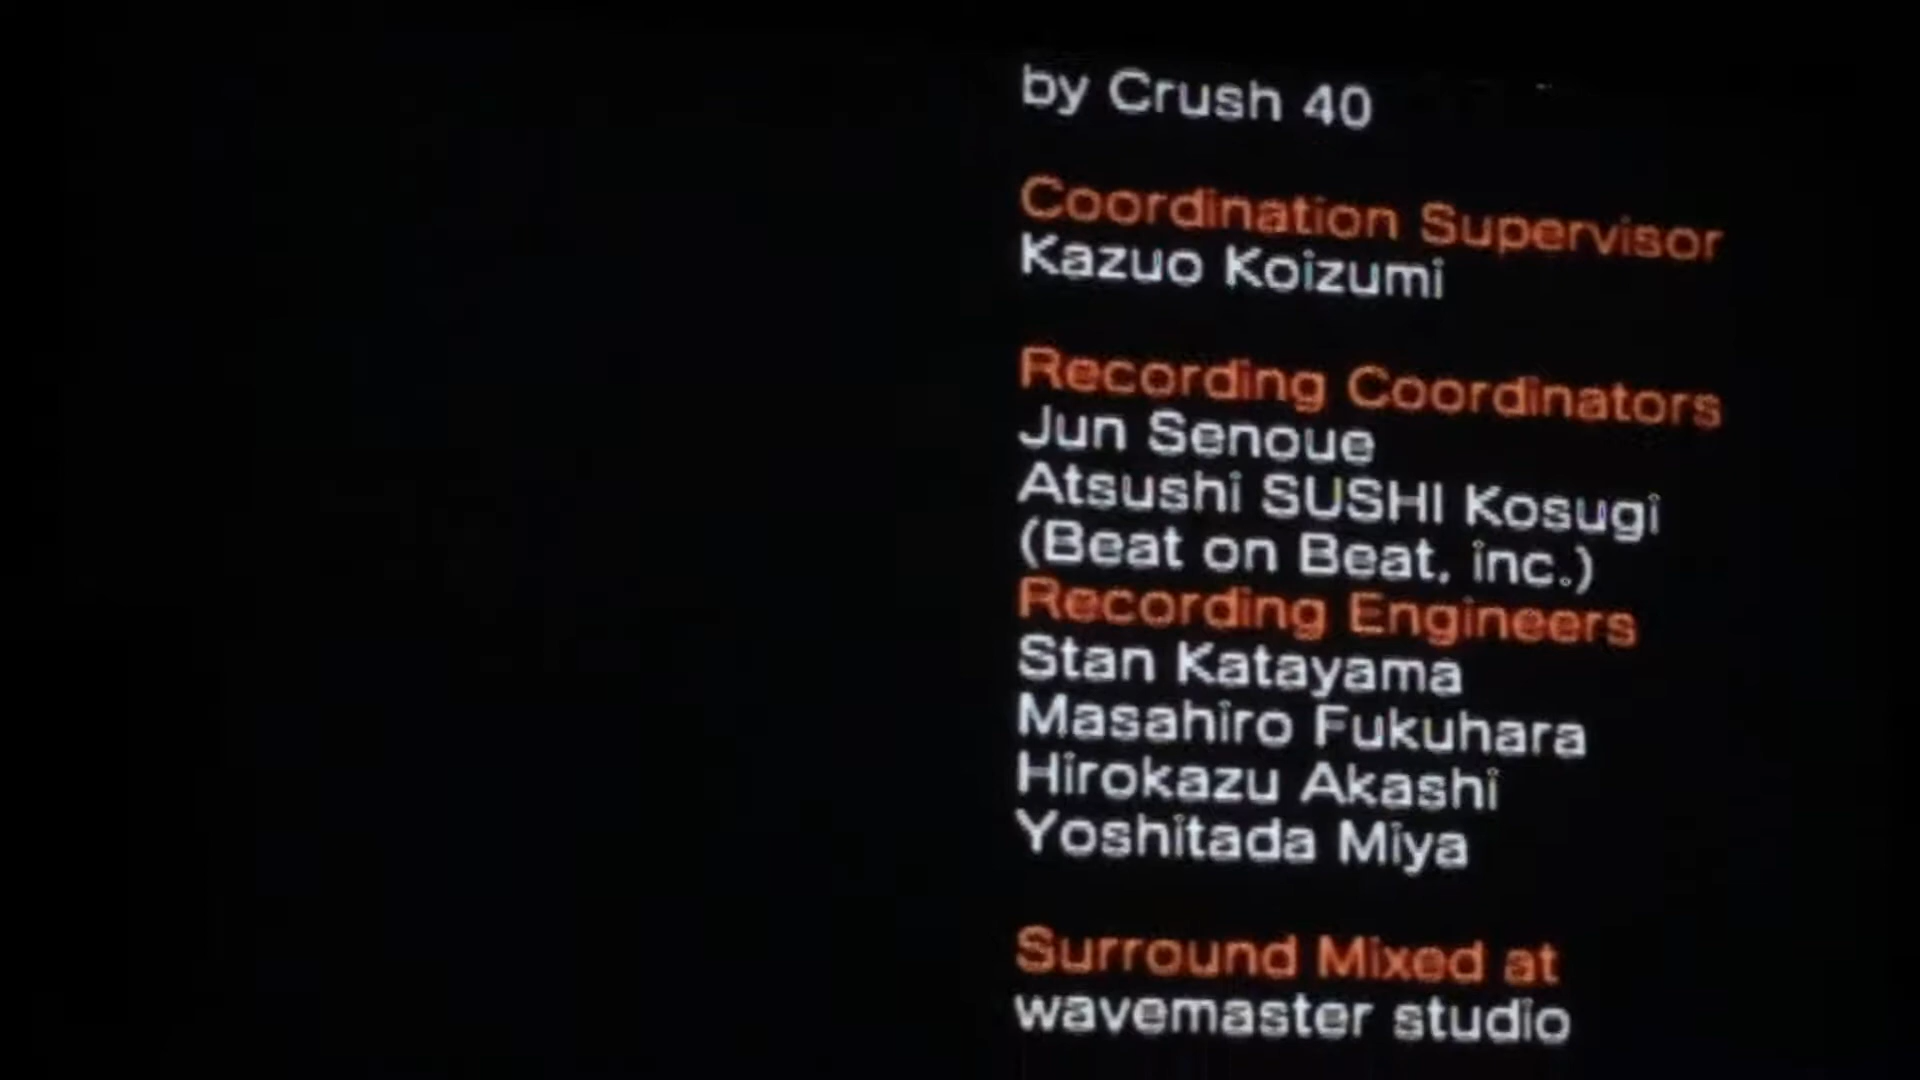 by Crush 40
Coordination Supervisor
Kazuo Koizumi
Recording Coordinators
Jun Senoue
Atsushi SUSHI Kosugi
(Beat on Beat, inc.)
Recording Engineers
Stan Katayama
Masahiro Fukuhara
Hirokazu Akashi
Yoshitada Miya
Surround Mixed at
wavemaster studio